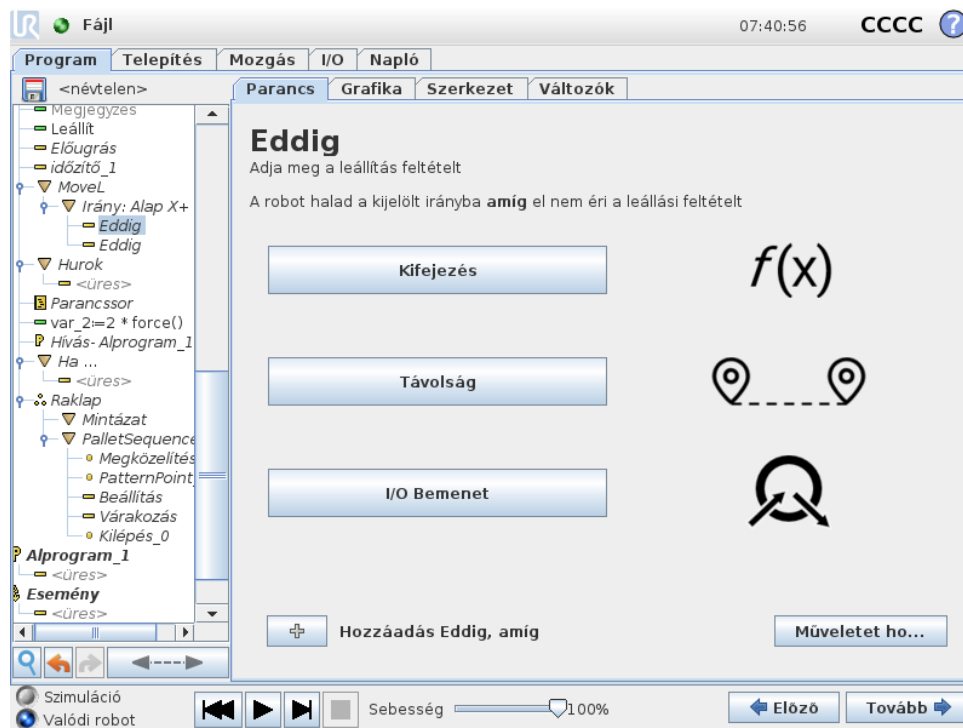 UR Fájl 07:40:56 CCCC ?
Program Telepítés Mozgás I/O Napló
<névtelen>
Parancs Grafika Szerkezet Változók
Megjegyzés
Leállít
Előugrás
időzítő_1
MoveL
Irány: Alap X+
Eddig
Eddig
Hurok
<üres>
Parancssor
var_2:=2 * force()
Hívás- Alprogram_1
Ha ...
<üres>
Raklap
Mintázat
PalletSequence
Megközelítés
PatternPoint_
Beállítás
Várakozás
Kilépés_0
P Alprogram_1
<üres>
Esemény
<üres>
Eddig
Adja meg a leállítás feltételt
A robot halad a kijelölt irányba amíg el nem éri a leállási feltételt
Kifejezés
f(x)
Távolság
I/O Bemenet
Hozzáadás Eddig, amíg
Műveletet ho...
Szimuláció
Valódi robot
Sebesség 100%
Előző
Tovább